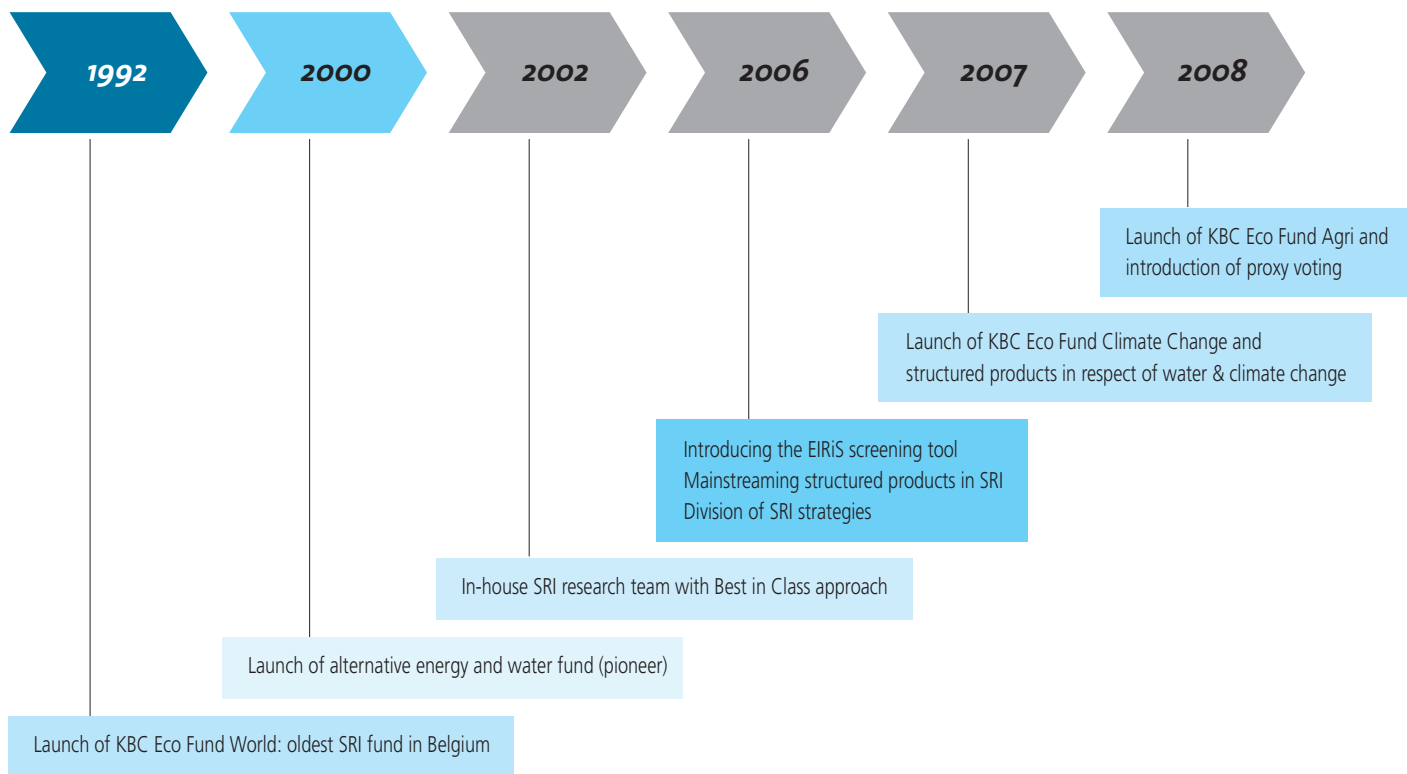 1992
2000
2002
2006
2007
2008
Launch of KBC Eco Fund Agri and
introduction of proxy voting
Launch of KBC Eco Fund Climate Change and
structured products in respect of water & climate change
Introducing the EIRiS screening tool
Mainstreaming structured products in SRI
Division of SRI strategies
In-house SRI research team with Best in Class approach
Launch of alternative energy and water fund (pioneer)
Launch of KBC Eco Fund World: oldest SRI fund in Belgium